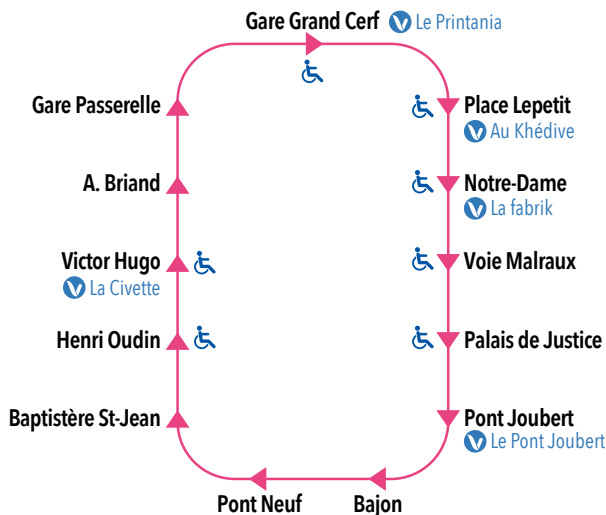 Gare Grand Cerf Le Printania
Gare Passerelle
Place Lepetit
Au Khédive
A. Briand
Notre-Dame
La fabrik
Victor Hugo
La Civette
Voie Malraux
Henri Oudin
Palais de Justice
Baptistère St-Jean
Pont Joubert
Le Pont Joubert
Pont Neuf
Bajon